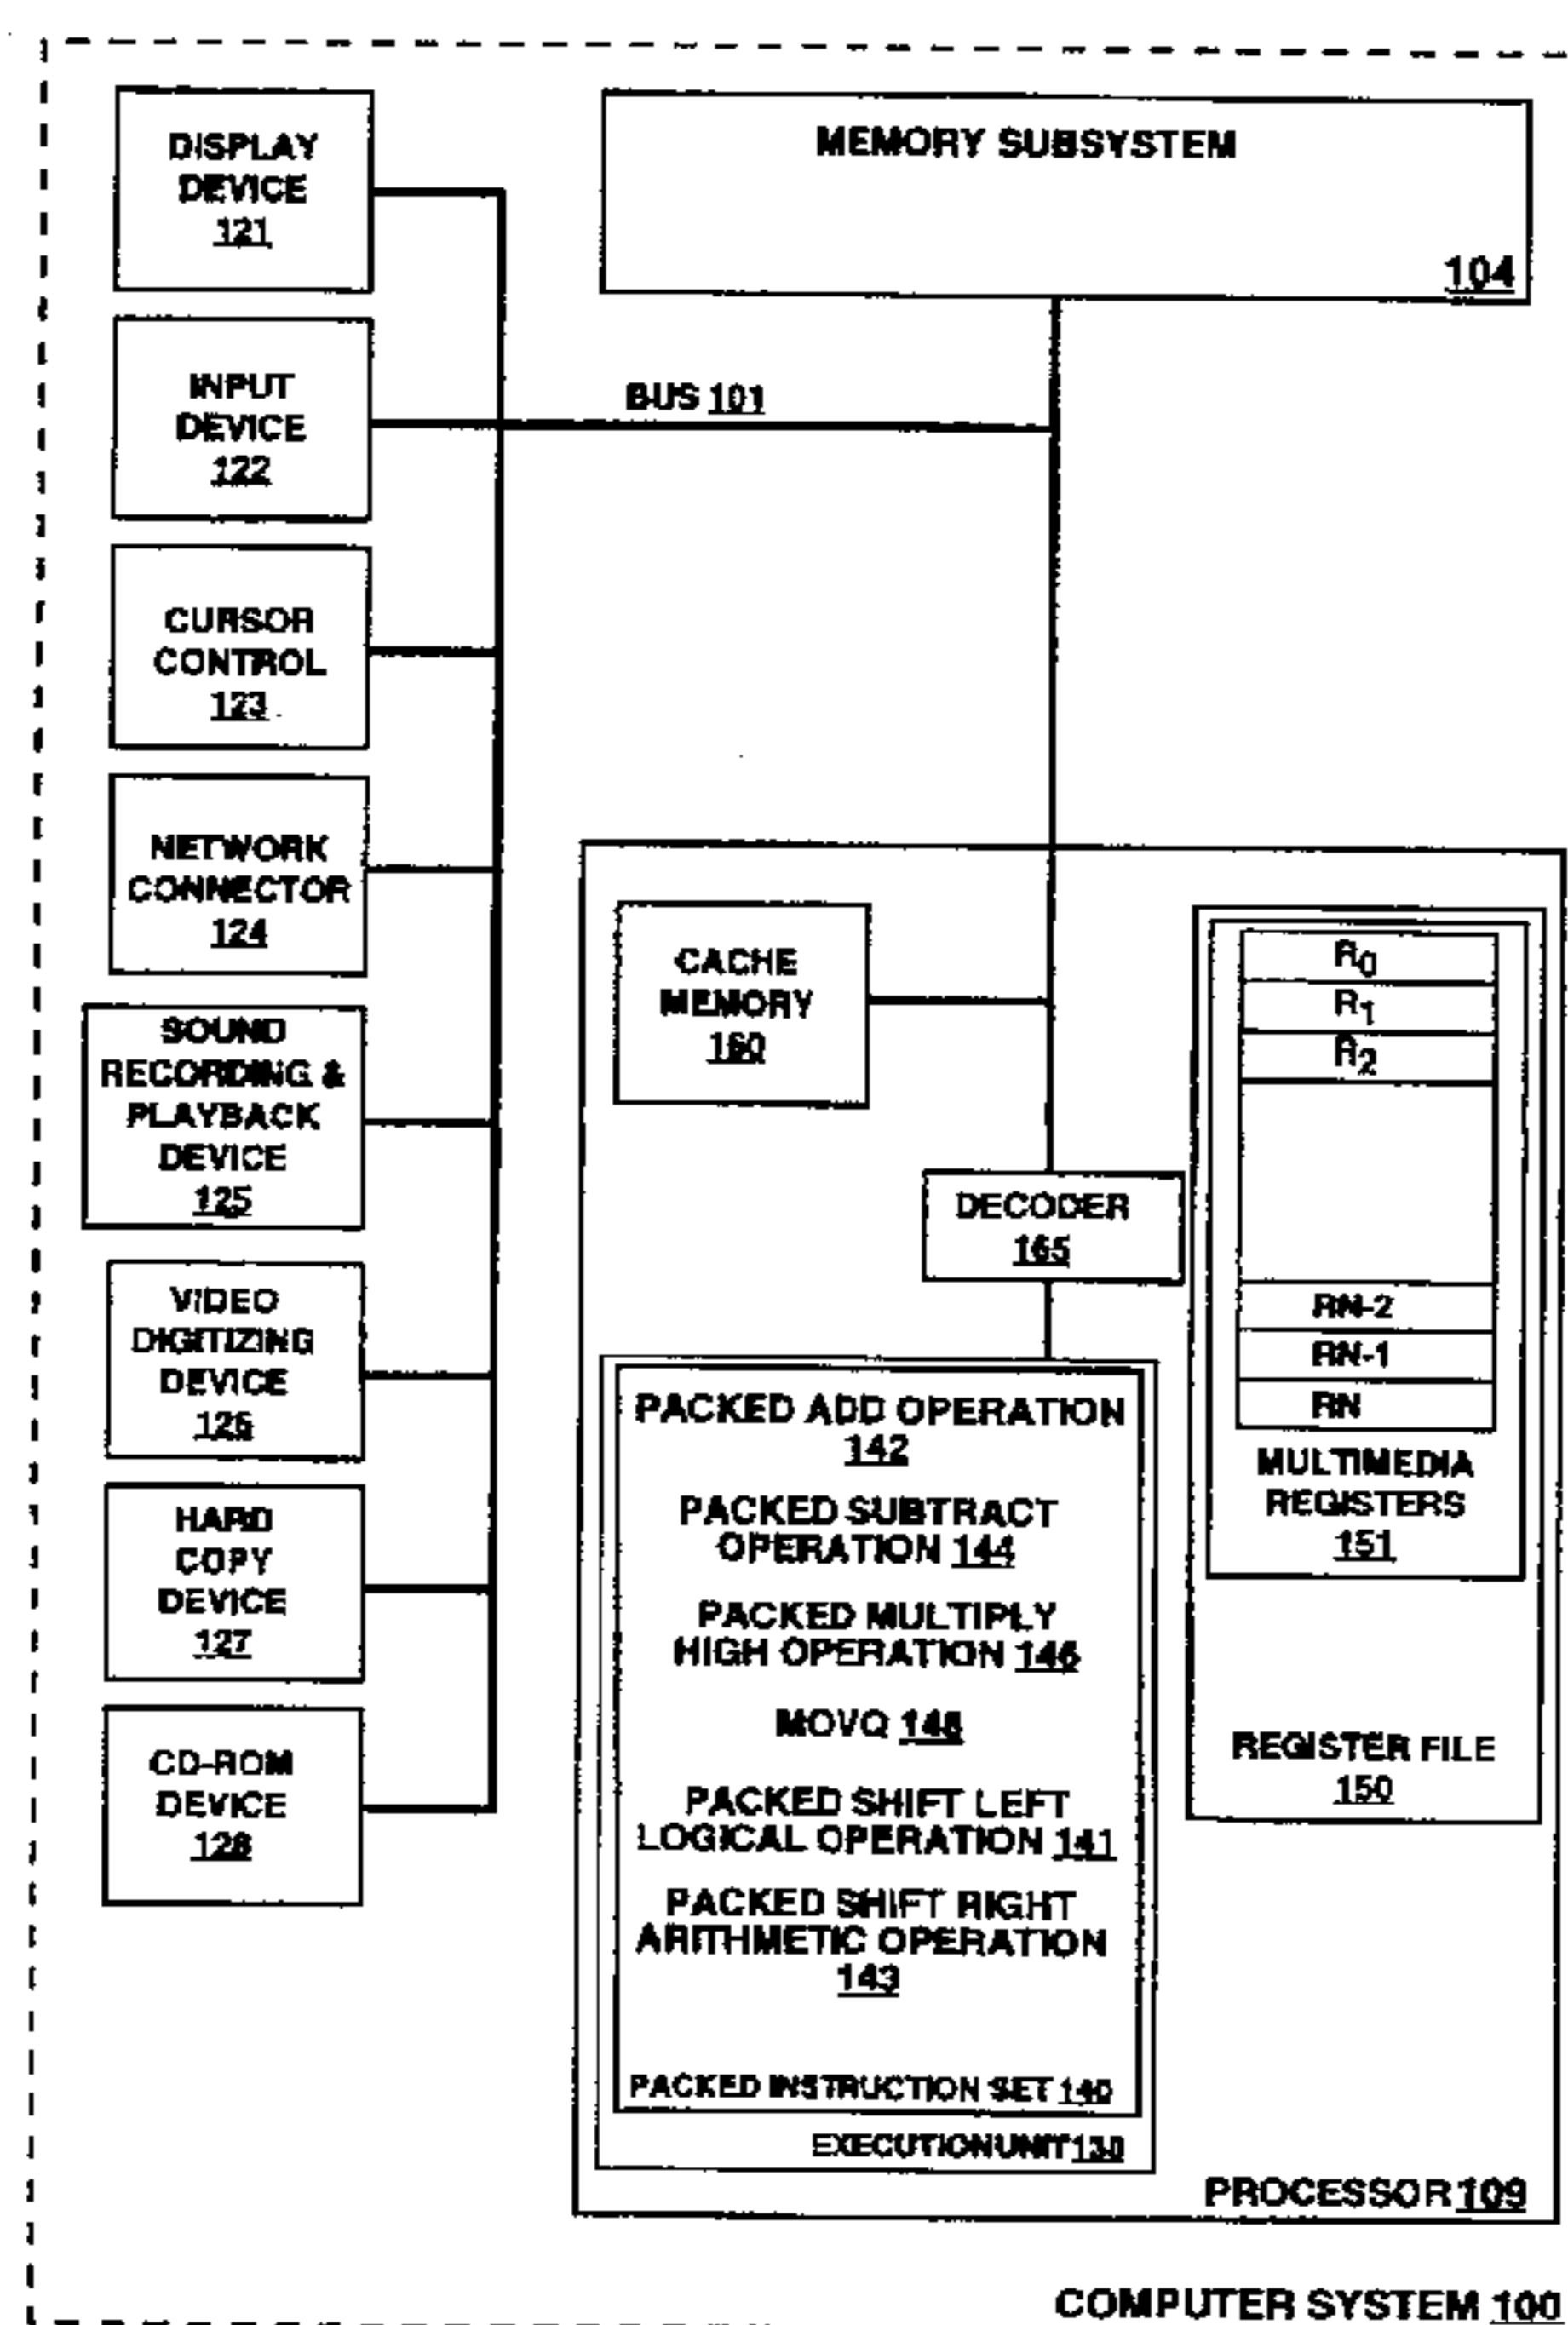 DISPLAY
DEVICE
121
INPUT
DEVICE
122
CURSOR
CONTROL
123
NETWORK
CONNECTOR
124
SOUND
RECORDING &
PLAYBACK
DEVICE
125
VIDEO
DIGITIZING
DEVICE
126
HARD
COPY
DEVICE
127
CD-ROM
DEVICE
128
MEMORY SUBSYSTEM
104
BUS 101
CACHE
MEMORY
160
DECODER
165
PACKED ADD OPERATION
142
PACKED SUBTRACT
OPERATION 144
PACKED MULTIPLY
HIGH OPERATION 146
MOVQ 148
PACKED SHIFT LEFT
LOGICAL OPERATION 141
PACKED SHIFT RIGHT
ARITHMETIC OPERATION
143
PACKED INSTRUCTION SET 140
EXECUTION UNIT 130
R0
R1
R2
RN-2
RN-1
RN
MULTIMEDIA
REGISTERS
151
REGISTER FILE
150
PROCESSOR 109
COMPUTER SYSTEM 100